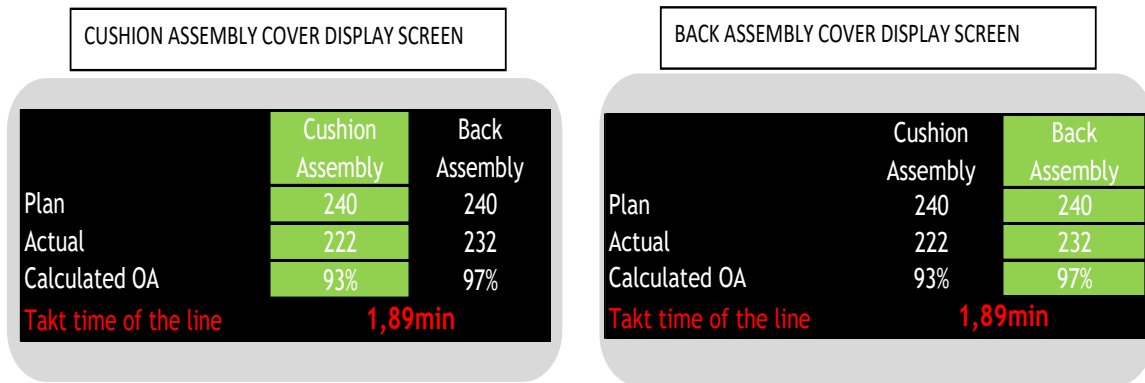 CUSHION ASSEMBLY COVER DISPLAY SCREEN
Cushion Assembly Back Assembly
Plan 240 240
Actual 222 232
Calculated OA 93% 97%
Takt time of the line 1,89min
BACK ASSEMBLY COVER DISPLAY SCREEN
Cushion Assembly Back Assembly
Plan 240 240
Actual 222 232
Calculated OA 93% 97%
Takt time of the line 1,89min